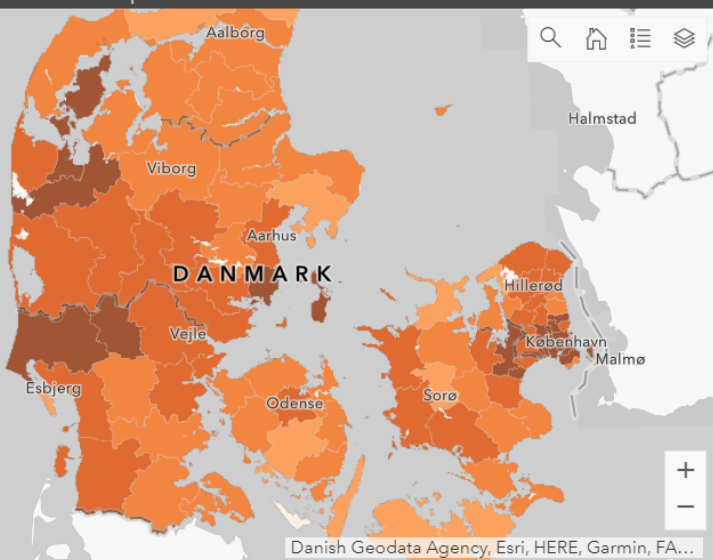 Aalborg
Halmstad
Viborg
Aarhus
DANMARK
Hillerød
Vejle
København
Malmø
Esbjerg
Sorø
Odense
Danish Geodata Agency, Esri, HERE, Garmin, FA...